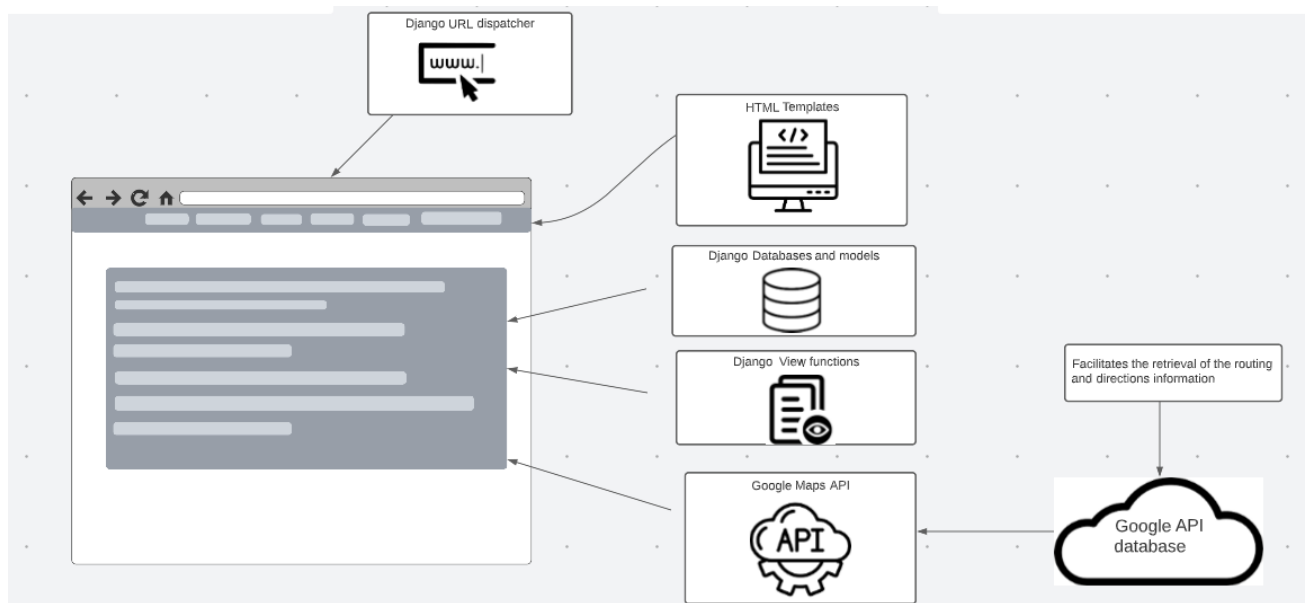 Django URL dispatcher
www.
HTML Templates
</>
Django Databases and models
Django View functions
Facilitates the retrieval of the routing
and directions information
Google Maps API
API
Google API
database